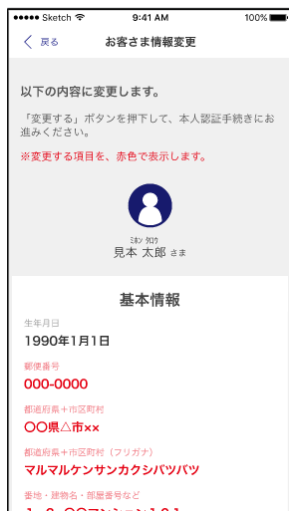 Sketch 9:41 AM 100%
戻る お客さま情報変更
以下の内容に変更します。
「変更する」ボタンを押下して、本人認証手続きにお
進みください。
※変更する項目を、赤色で表示します。
ミホン タロウ
見本 太郎 さま
基本情報
生年月日
1990年1月1日
郵便番号
000-0000
都道府県＋市区町村
〇〇県△市××
都道府県＋市区町村（フリガナ）
マルマルケンサンカクシバツバツ
番地・建物名・部屋番号など